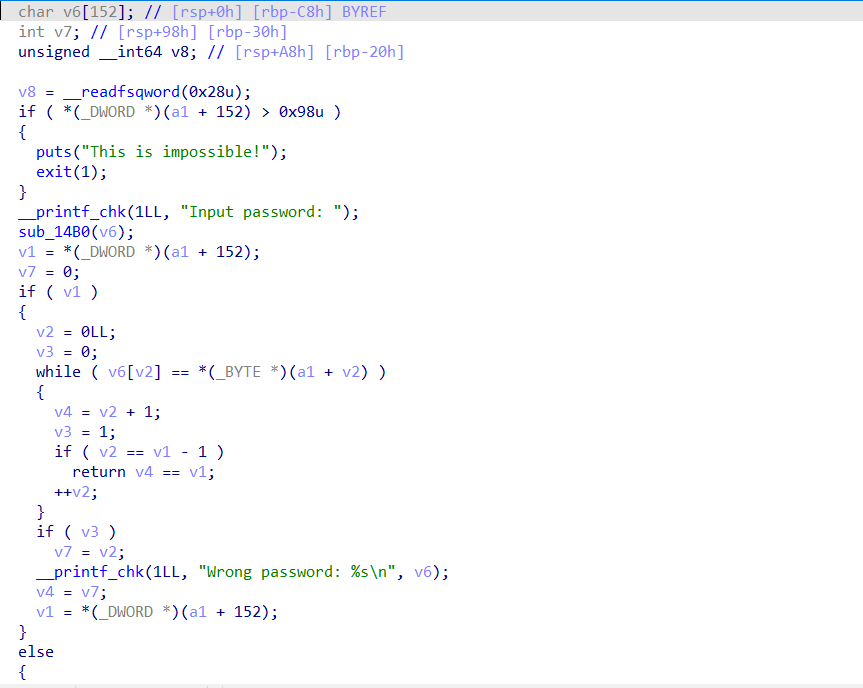 char v6[152]; // [rsp+0h] [rbp-C8h] BYREF
int v7; // [rsp+98h] [rbp-30h]
unsigned __int64 v8; // [rsp+A8h] [rbp-20h]

v8 = __readfsqword(0x28u);
if ( *(_DWORD *)(a1 + 152) > 0x98u )
{
  puts("This is impossible!");
  exit(1);
}
__printf_chk(1LL, "Input password: ");
sub_14B0(v6);
v1 = *(_DWORD *)(a1 + 152);
v7 = 0;
if ( v1 )
{
  v2 = 0LL;
  v3 = 0;
  while ( v6[v2] == *(_BYTE *)(a1 + v2) )
  {
    v4 = v2 + 1;
    v3 = 1;
    if ( v2 == v1 - 1 )
      return v4 == v1;
    ++v2;
  }
  if ( v3 )
    v7 = v2;
  __printf_chk(1LL, "Wrong password: %s\n", v6);
  v4 = v7;
  v1 = *(_DWORD *)(a1 + 152);
}
else
{